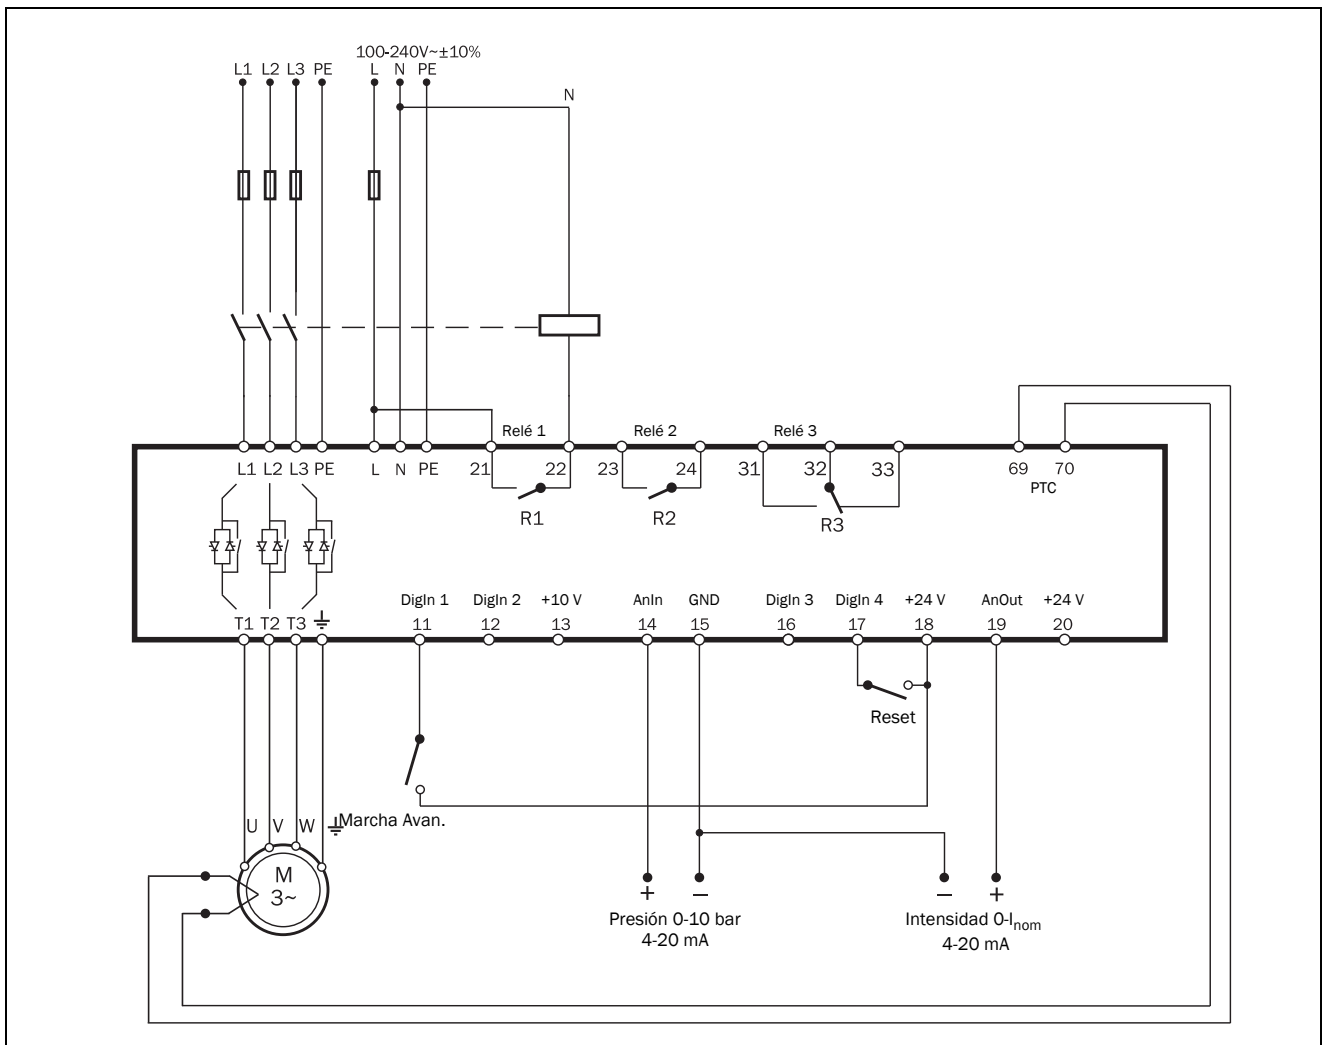 100-240V~±10%
L1 L2 L3 PE L N PE
N
Relé 1 Relé 2 Relé 3
L1 L2 L3 PE L N PE 21 22 23 24 31 32 33 69 70
PTC
R1 R2 R3
DigIn 1 DigIn 2 +10 V AnIn GND DigIn 3 DigIn 4 +24 V AnOut +24 V
T1 T2 T3 11 12 13 14 15 16 17 18 19 20
Reset
U V W Marcha Avan.
M
3~
+ − − +
Presión 0-10 bar Intensidad 0-Inom
4-20 mA 4-20 mA